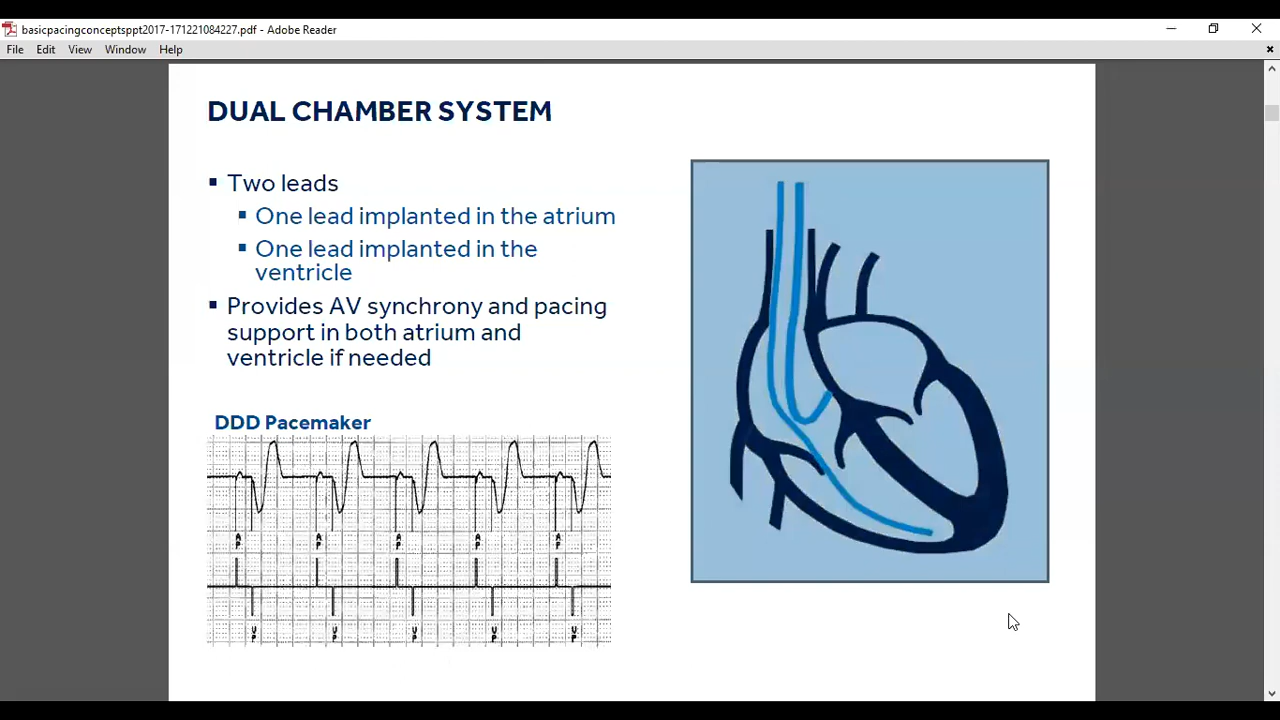 basicpacingconceptsppt2017-171221084227.pdf - Adobe Reader
File Edit View Window Help
DUAL CHAMBER SYSTEM
Two leads
One lead implanted in the atrium
One lead implanted in the
ventricle
Provides AV synchrony and pacing
support in both atrium and
ventricle if needed
DDD Pacemaker
A A A A A
P P P P P
V V V V V
P P P P P